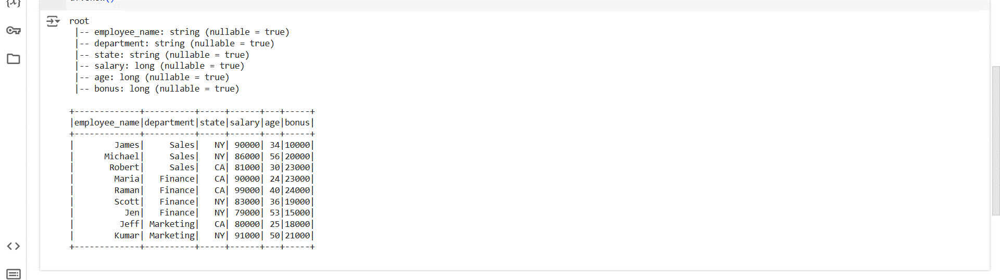 root
 |-- employee_name: string (nullable = true)
 |-- department: string (nullable = true)
 |-- state: string (nullable = true)
 |-- salary: long (nullable = true)
 |-- age: long (nullable = true)
 |-- bonus: long (nullable = true)

+-------------+----------+-----+------+---+-----+
|employee_name|department|state|salary|age|bonus|
+-------------+----------+-----+------+---+-----+
|        James|     Sales|   NY| 90000| 34|10000|
|      Michael|     Sales|   NY| 86000| 56|20000|
|       Robert|     Sales|   CA| 81000| 30|23000|
|        Maria|   Finance|   CA| 90000| 24|23000|
|        Raman|   Finance|   CA| 99000| 40|24000|
|        Scott|   Finance|   NY| 83000| 36|19000|
|          Jen|   Finance|   NY| 79000| 53|15000|
|         Jeff| Marketing|   CA| 80000| 25|18000|
|        Kumar| Marketing|   NY| 91000| 50|21000|
+-------------+----------+-----+------+---+-----+